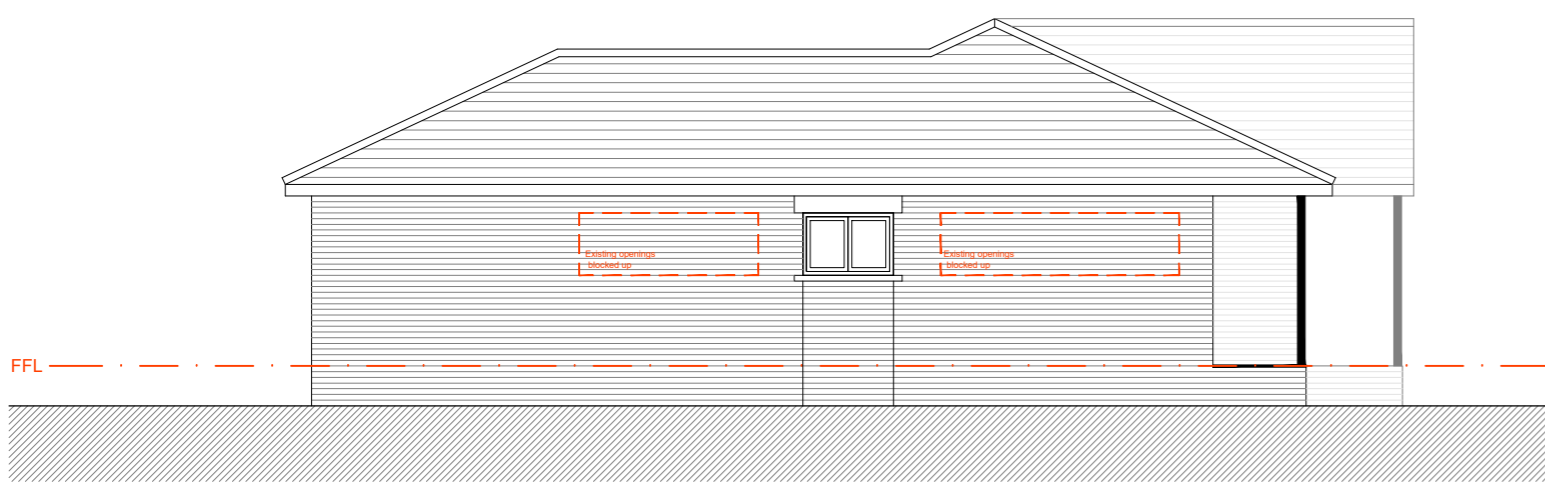 Existing openings
blocked up
Existing openings
blocked up
FFL